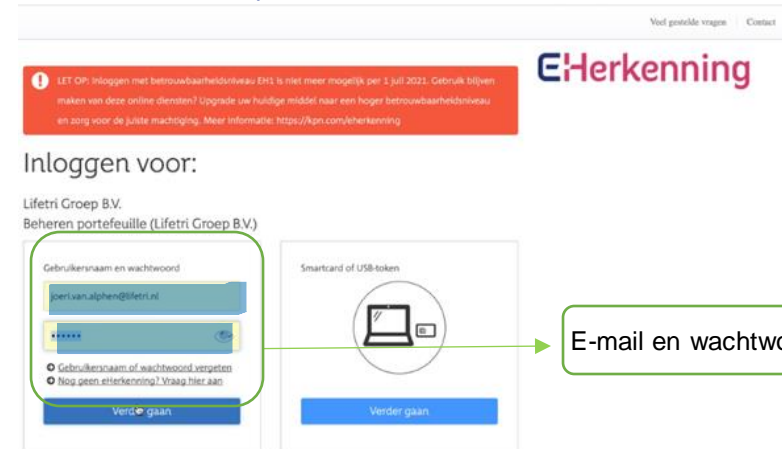 Veel gestelde vragen Contact
EHerkenning
LET OP: Inloggen met betrouwbaarheidsniveau EH1 is niet meer mogelijk per 1 juli 2021. Gebruik blijven
maken van deze online diensten? Upgrade uw huidige middel naar een hoger betrouwbaarheidsniveau
en zorg voor de juiste machtiging. Meer informatie: https://kpn.com/eherkenning
Inloggen voor:
Lifetri Groep B.V.
Beheren portefeuille (Lifetri Groep B.V.)
Gebruikersnaam en wachtwoord
joeri.van.alphen@lifetri.nl
Gebruikersnaam of wachtwoord vergeten
Nog geen eHerkenning? Vraag hier aan
Verder gaan
Smartcard of USB-token
Verder gaan
E-mail en wachtwo